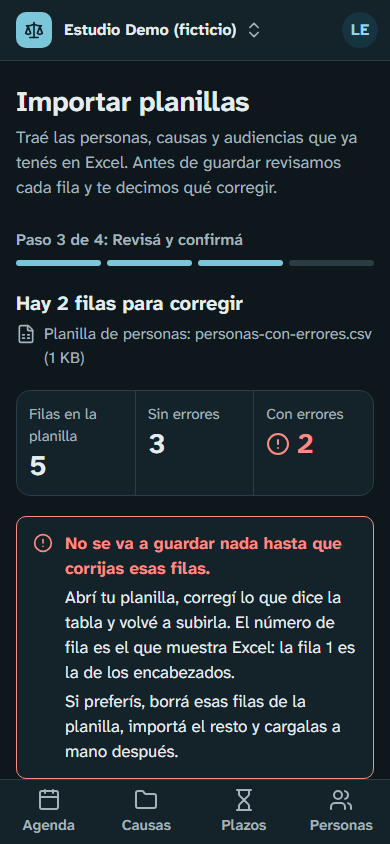 Estudio Demo (ficticio)
LE
Importar planillas
Traé las personas, causas y audiencias que ya
tenés en Excel. Antes de guardar revisamos
cada fila y te decimos qué corregir.
Paso 3 de 4: Revisá y confirmá
Hay 2 filas para corregir
Planilla de personas: personas-con-errores.csv
(1 KB)
Filas en la
planilla
5
Sin errores
3
Con errores
2
No se va a guardar nada hasta que
corrijas esas filas.
Abrí tu planilla, corregí lo que dice la
tabla y volvé a subirla. El número de
fila es el que muestra Excel: la fila 1 es
la de los encabezados.
Si preferís, borrá esas filas de la
planilla, importá el resto y cargalas a
mano después.
Agenda
Causas
Plazos
Personas